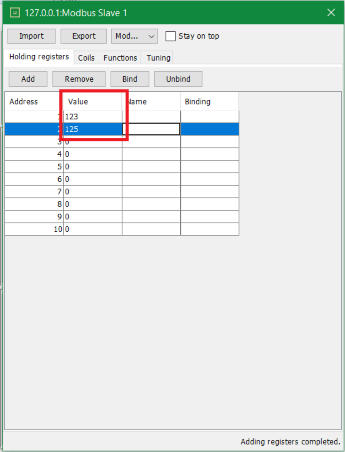 127.0.0.1:Modbus Slave 1
Import Export Mod... Stay on top
Holding registers Coils Functions Tuning
Add Remove Bind Unbind
Address Value Name Binding
123
125
3 0
4 0
5 0
6 0
7 0
8 0
9 0
10 0
Adding registers completed.